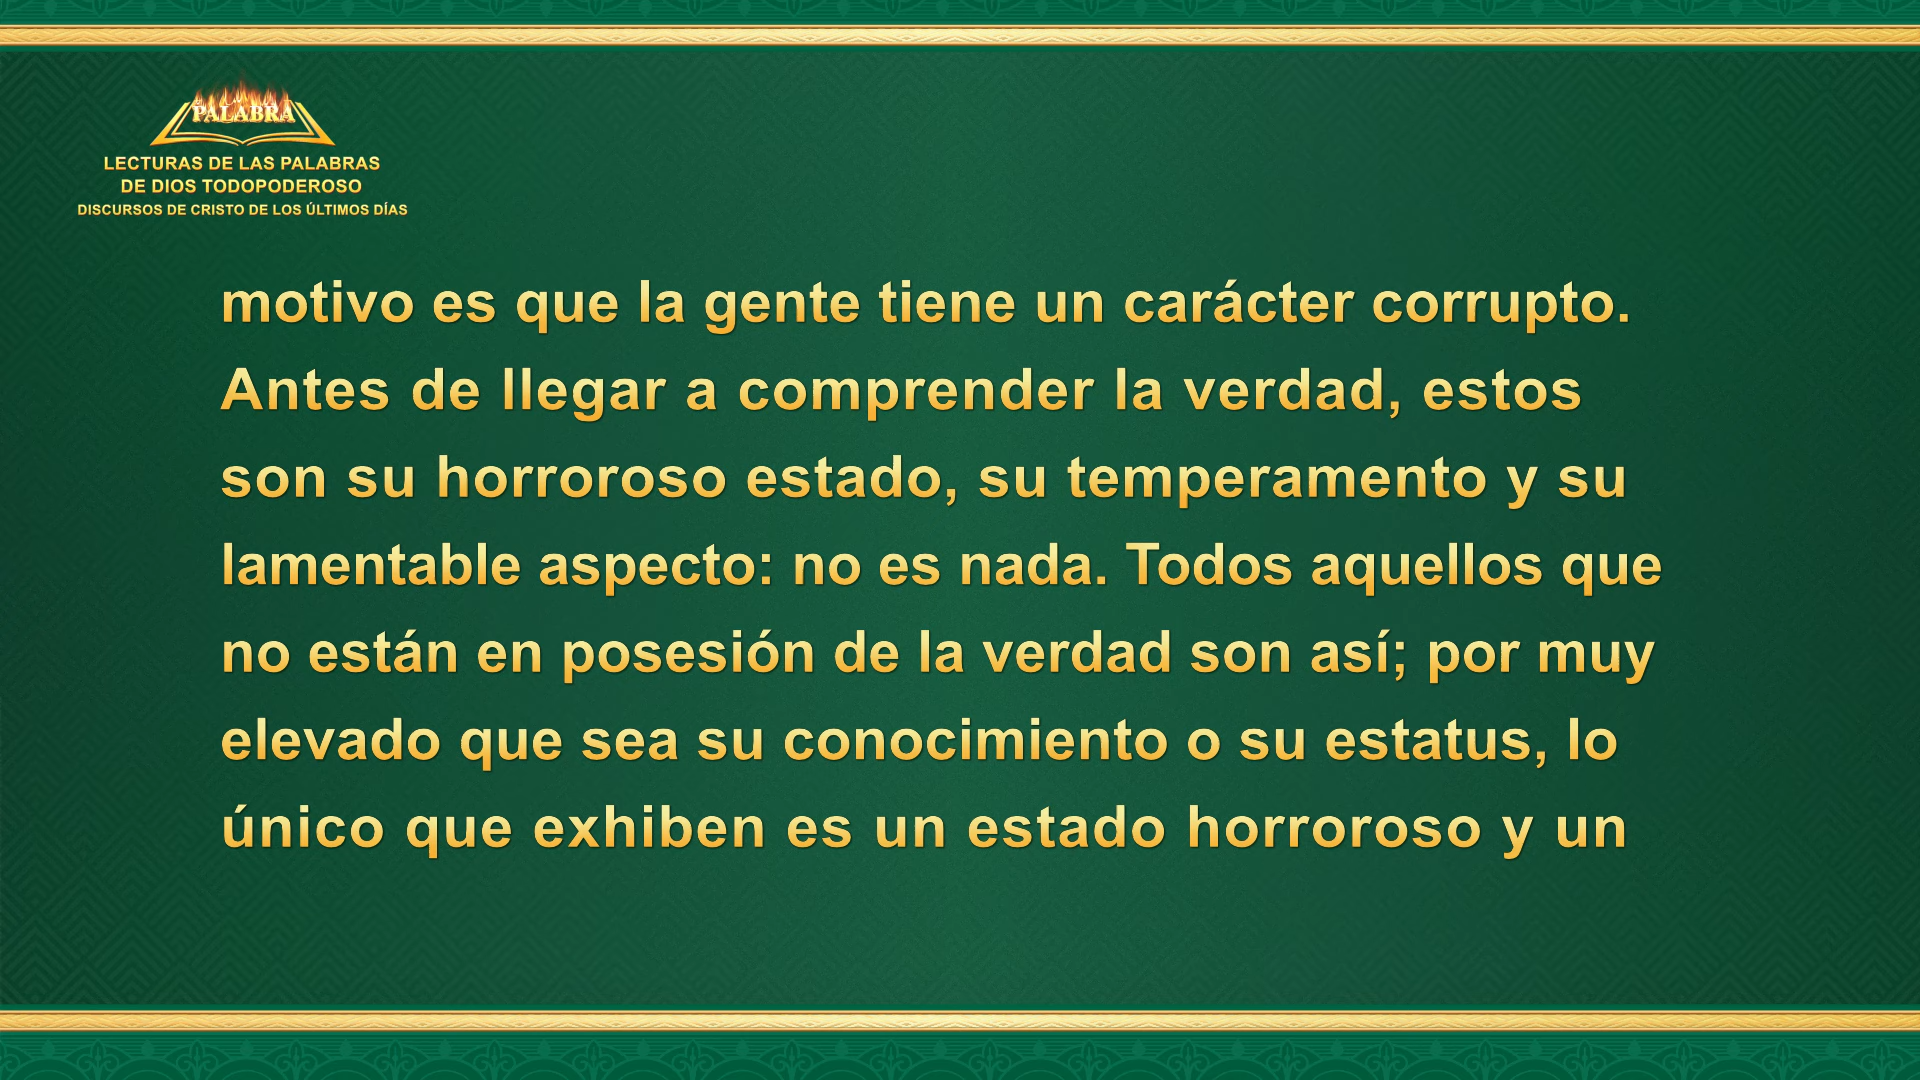 PALABRA
LECTURAS DE LAS PALABRAS
DE DIOS TODOPODEROSO
DISCURSOS DE CRISTO DE LOS ÚLTIMOS DÍAS
motivo es que la gente tiene un carácter corrupto.
Antes de llegar a comprender la verdad, estos
son su horroroso estado, su temperamento y su
lamentable aspecto: no es nada. Todos aquellos que
no están en posesión de la verdad son así; por muy
elevado que sea su conocimiento o su estatus, lo
único que exhiben es un estado horroroso y un